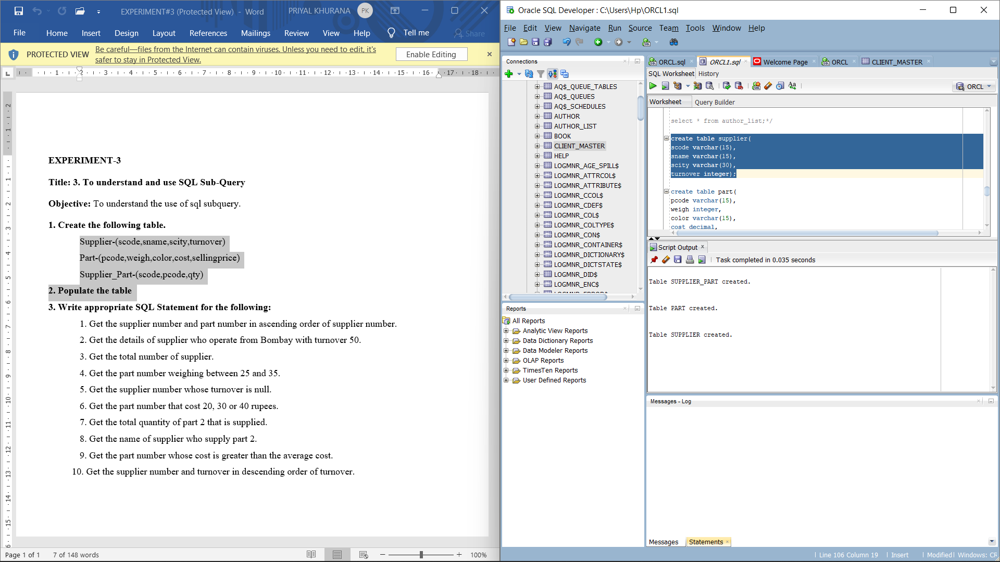 EXPERIMENT#3 (Protected View) - Word
PRIYAL KHURANA
PK
File Home Insert Design Layout References Mailings Review View Help Tell me Share
PROTECTED VIEW Be careful—files from the Internet can contain viruses. Unless you need to edit, it's safer to stay in Protected View. Enable Editing
EXPERIMENT-3
Title: 3. To understand and use SQL Sub-Query
Objective: To understand the use of sql subquery.
1. Create the following table.
Supplier-(scode,sname,scity,turnover)
Part-(pcode,weigh,color,cost,sellingprice)
Supplier_Part-(scode,pcode,qty)
2. Populate the table
3. Write appropriate SQL Statement for the following:
1. Get the supplier number and part number in ascending order of supplier number.
2. Get the details of supplier who operate from Bombay with turnover 50.
3. Get the total number of supplier.
4. Get the part number weighing between 25 and 35.
5. Get the supplier number whose turnover is null.
6. Get the part number that cost 20, 30 or 40 rupees.
7. Get the total quantity of part 2 that is supplied.
8. Get the name of supplier who supply part 2.
9. Get the part number whose cost is greater than the average cost.
10. Get the supplier number and turnover in descending order of turnover.
Page 1 of 1 7 of 148 words 100%
Oracle SQL Developer : C:\Users\Hp\ORCL1.sql
File Edit View Navigate Run Source Team Tools Window Help
Connections
AQ$_QUEUE_TABLES
AQ$_QUEUES
AQ$_SCHEDULES
AUTHOR
AUTHOR_LIST
BOOK
CLIENT_MASTER
HELP
LOGMNR_AGE_SPILL$
LOGMNR_ATTRCOL$
LOGMNR_ATTRIBUTE$
LOGMNR_CCOL$
LOGMNR_CDEF$
LOGMNR_COL$
LOGMNR_COLTYPE$
LOGMNR_CON$
LOGMNR_CONTAINER$
LOGMNR_DICTIONARY$
LOGMNR_DICTSTATE$
LOGMNR_DID$
LOGMNR_ENC$
Reports
All Reports
Analytic View Reports
Data Dictionary Reports
Data Modeler Reports
OLAP Reports
TimesTen Reports
User Defined Reports
ORCL.sql ORCL1.sql Welcome Page ORCL CLIENT_MASTER
SQL Worksheet History
ORCL
Worksheet Query Builder
select * from author_list;*/
create table supplier(
scode varchar(15),
sname varchar(15),
scity varchar(30),
turnover integer);
create table part(
pcode varchar(15),
weigh integer,
color varchar(15),
cost decimal,
Script Output
Task completed in 0.035 seconds
Table SUPPLIER_PART created.
Table PART created.
Table SUPPLIER created.
Messages - Log
Messages Statements
Line 106 Column 19 Insert Modified Windows: CR